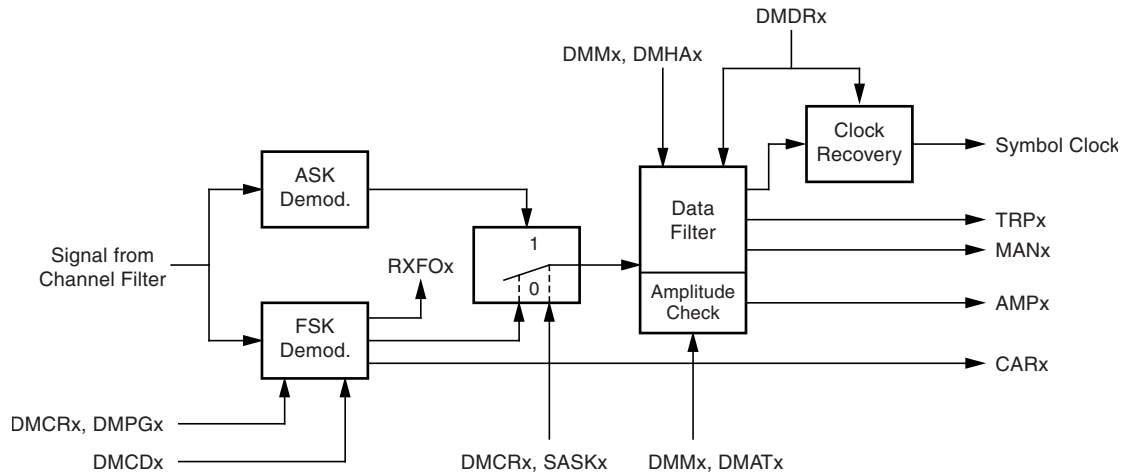 DMDRx
DMMx, DMHAx
Clock
Recovery
Symbol Clock
ASK
Demod.
Data
Filter
TRPx
MANx
1
0
Signal from
Channel Filter
RXFOx
Amplitude
Check
AMPx
FSK
Demod.
CARx
DMCRx, DMPGx
DMCDx
DMCRx, SASKx
DMMx, DMATx